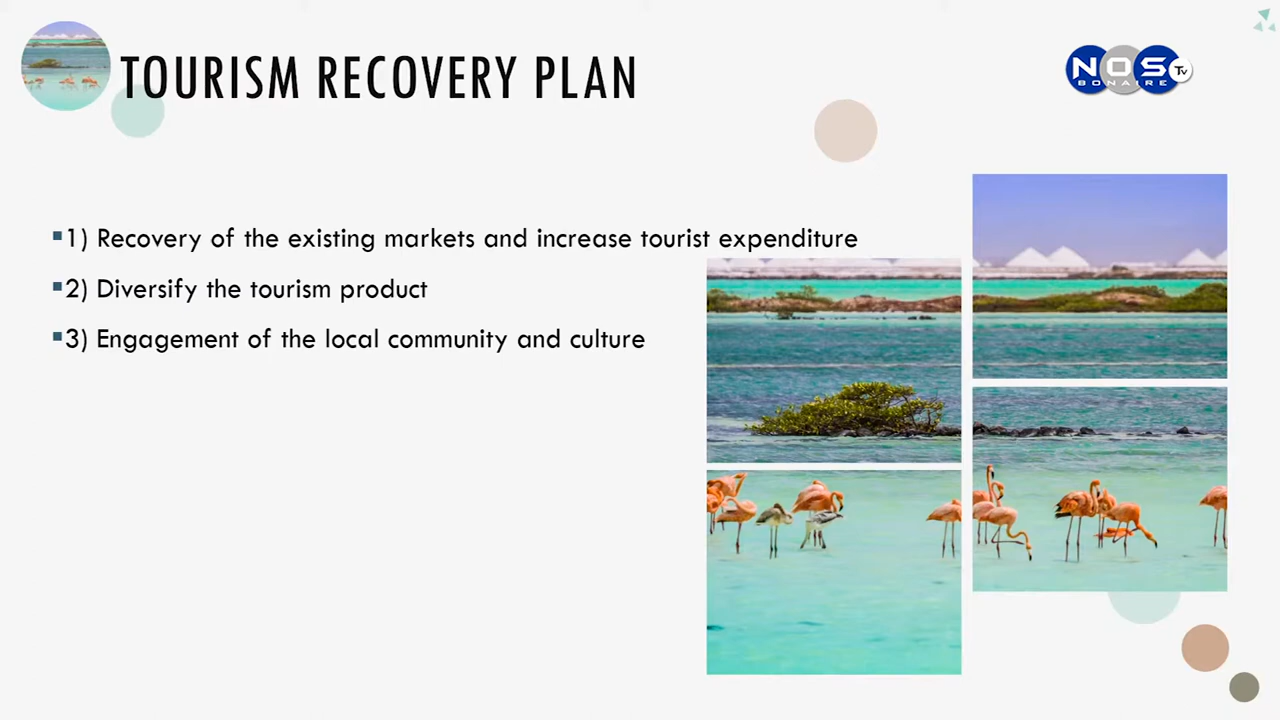 TOURISM RECOVERY PLAN
NOS TV
BONAIRE
1) Recovery of the existing markets and increase tourist expenditure
2) Diversify the tourism product
3) Engagement of the local community and culture